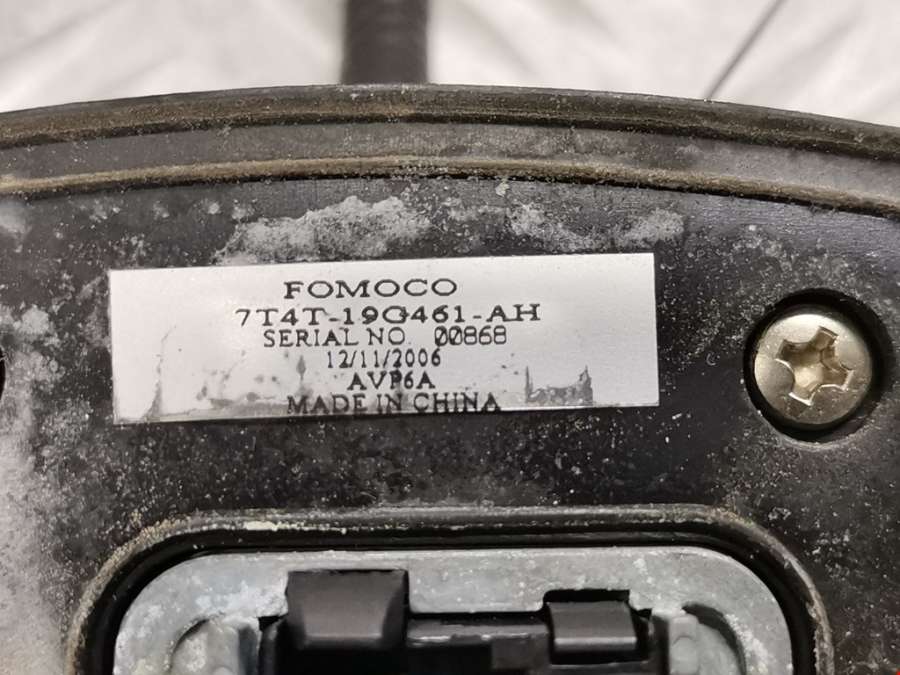 FOMOCO
7T4T-19G461-AH
SERIAL NO. 00868
12/11/2006
AVP6A
MADE IN CHINA